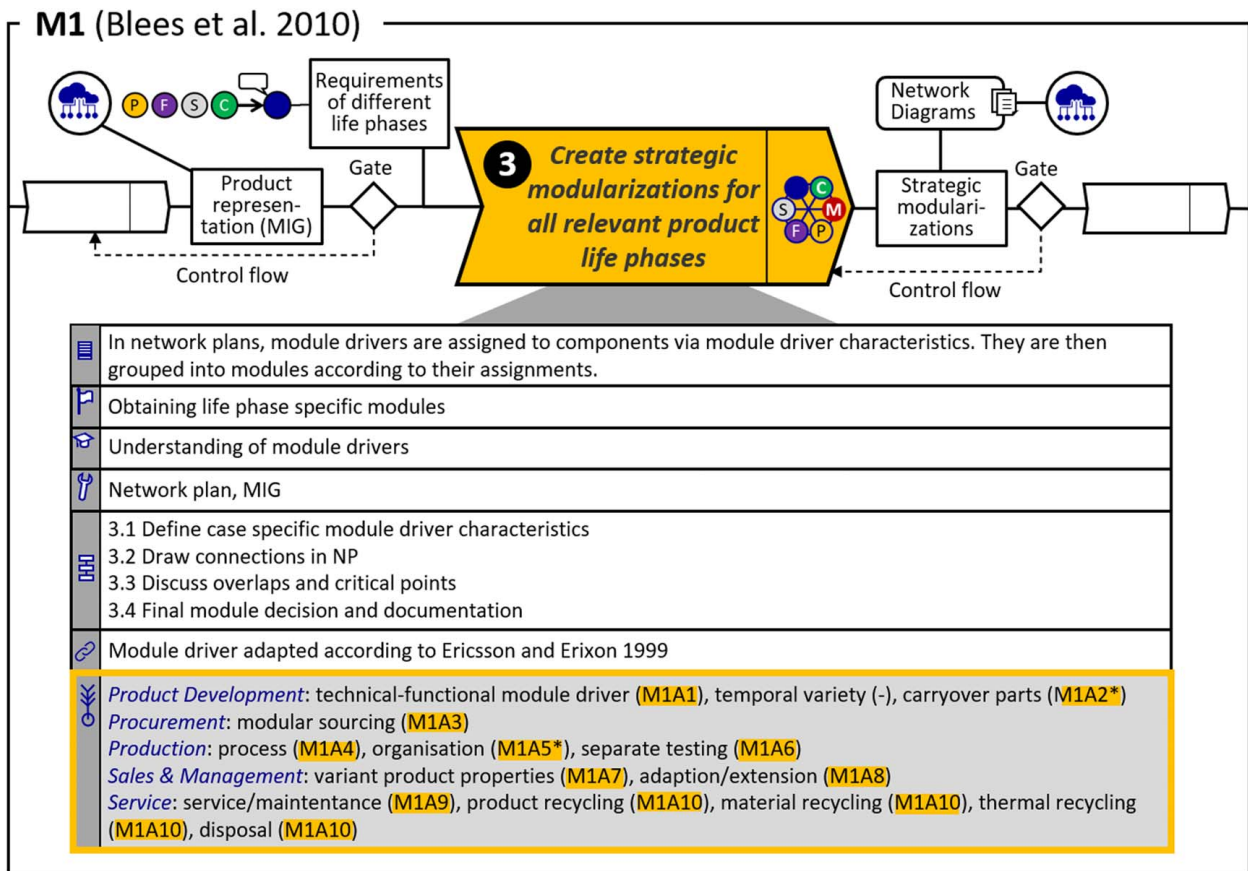 M1 (Blees et al. 2010)
P F S C
Requirements
of different
life phases
Product
represen-
tation (MIG)
Gate
Control flow
3
Create strategic
modularizations for
all relevant product
life phases
C
S M
F P
Network
Diagrams
Strategic
modulari-
zations
Gate
Control flow
In network plans, module drivers are assigned to components via module driver characteristics. They are then
grouped into modules according to their assignments.
Obtaining life phase specific modules
Understanding of module drivers
Network plan, MIG
3.1 Define case specific module driver characteristics
3.2 Draw connections in NP
3.3 Discuss overlaps and critical points
3.4 Final module decision and documentation
Module driver adapted according to Ericsson and Erixon 1999
Product Development: technical-functional module driver (M1A1), temporal variety (-), carryover parts (M1A2*)
Procurement: modular sourcing (M1A3)
Production: process (M1A4), organisation (M1A5*), separate testing (M1A6)
Sales & Management: variant product properties (M1A7), adaption/extension (M1A8)
Service: service/maintentance (M1A9), product recycling (M1A10), material recycling (M1A10), thermal recycling
(M1A10), disposal (M1A10)